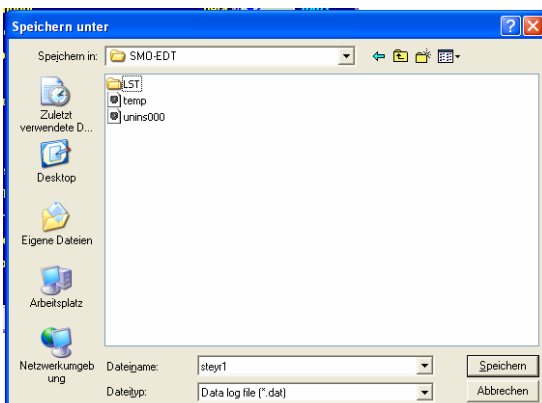 Speichern unter
Speichern in:
SMO-EDT
LST
temp
unins000
Zuletzt
verwendete D...
Desktop
Eigene Dateien
Arbeitsplatz
Netzwerkumgeb
ung
Dateiname:
steyr1
Speichern
Dateityp:
Data log file (*.dat)
Abbrechen